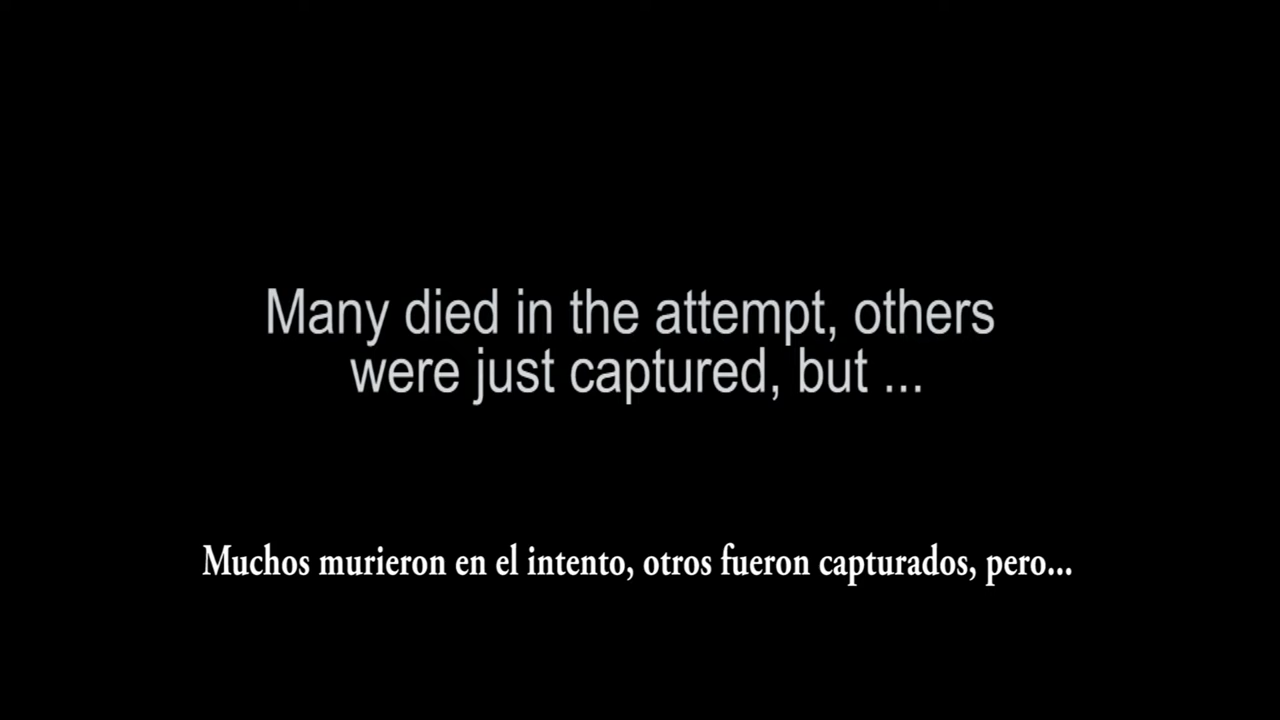 Many died in the attempt, others
were just captured, but ...
Muchos murieron en el intento, otros fueron capturados, pero...